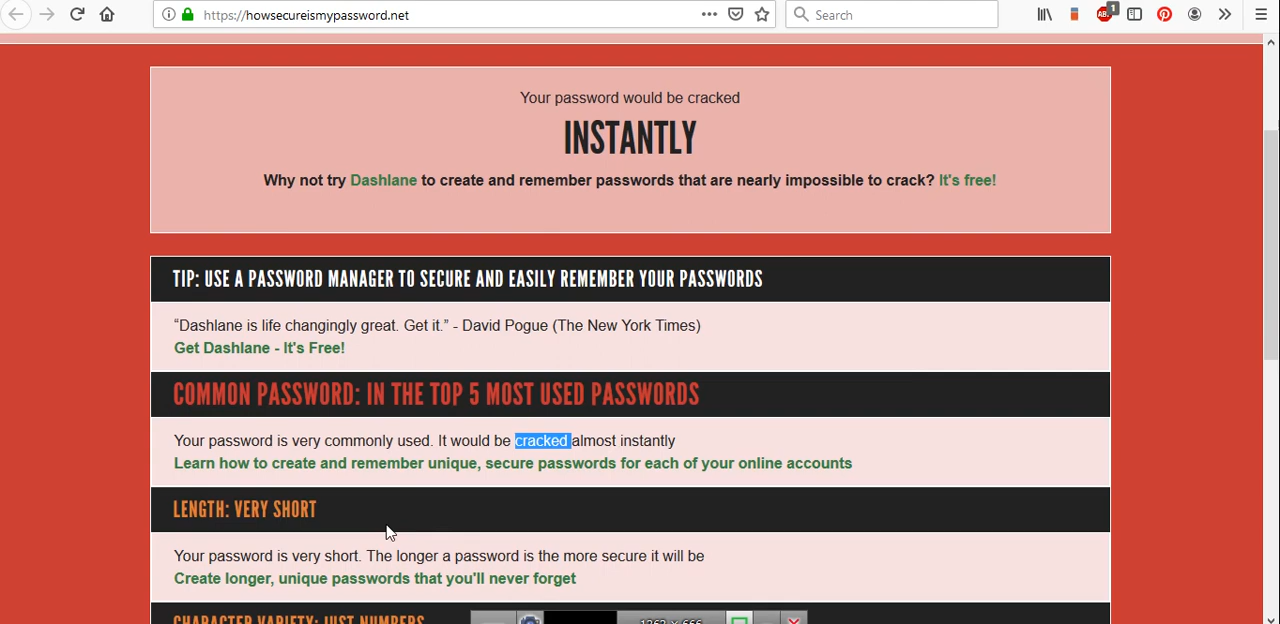 https://howsecureismypassword.net
Search
1
Your password would be cracked
INSTANTLY
Why not try Dashlane to create and remember passwords that are nearly impossible to crack? It's free!
TIP: USE A PASSWORD MANAGER TO SECURE AND EASILY REMEMBER YOUR PASSWORDS
“Dashlane is life changingly great. Get it.” - David Pogue (The New York Times)
Get Dashlane - It's Free!
COMMON PASSWORD: IN THE TOP 5 MOST USED PASSWORDS
Your password is very commonly used. It would be cracked almost instantly
Learn how to create and remember unique, secure passwords for each of your online accounts
LENGTH: VERY SHORT
Your password is very short. The longer a password is the more secure it will be
Create longer, unique passwords that you'll never forget
CHARACTER VARIETY: JUST NUMBERS